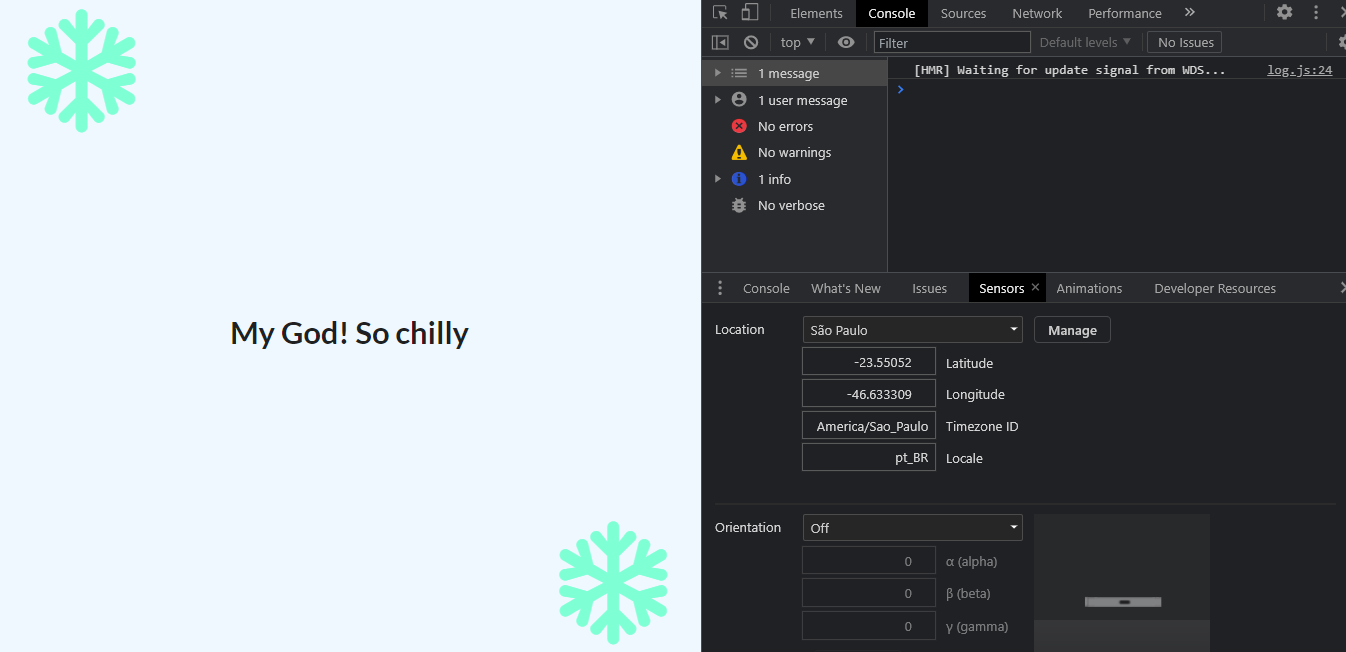 My God! So chilly
Elements Console Sources Network Performance
top Filter Default levels No Issues
1 message
1 user message
No errors
No warnings
1 info
No verbose
[HMR] Waiting for update signal from WDS... log.js:24
Console What's New Issues Sensors Animations Developer Resources
Location São Paulo Manage
-23.55052 Latitude
-46.633309 Longitude
America/Sao_Paulo Timezone ID
pt_BR Locale
Orientation Off
0 α (alpha)
0 β (beta)
0 γ (gamma)